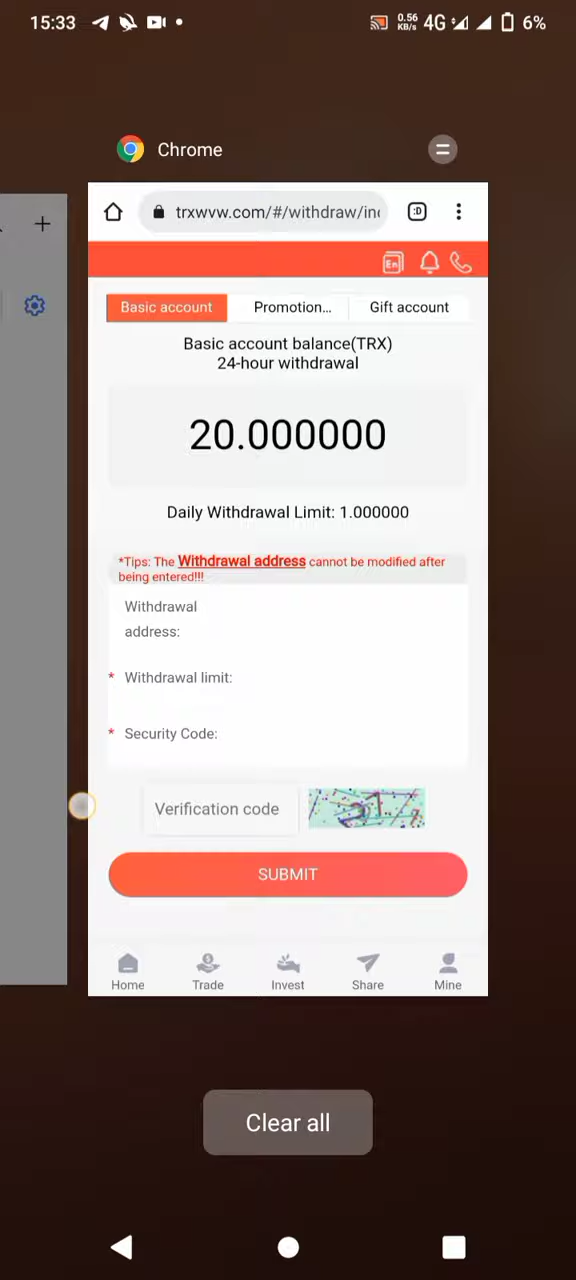 15:33
0.56 KB/s 4G 6%
Chrome
trxwvw.com/#/withdraw/in
:D
En
Basic account Promotion... Gift account
Basic account balance(TRX)
24-hour withdrawal
20.000000
Daily Withdrawal Limit: 1.000000
*Tips: The Withdrawal address cannot be modified after
being entered!!!
Withdrawal
address:
* Withdrawal limit:
* Security Code:
Verification code
SUBMIT
Home Trade Invest Share Mine
Clear all